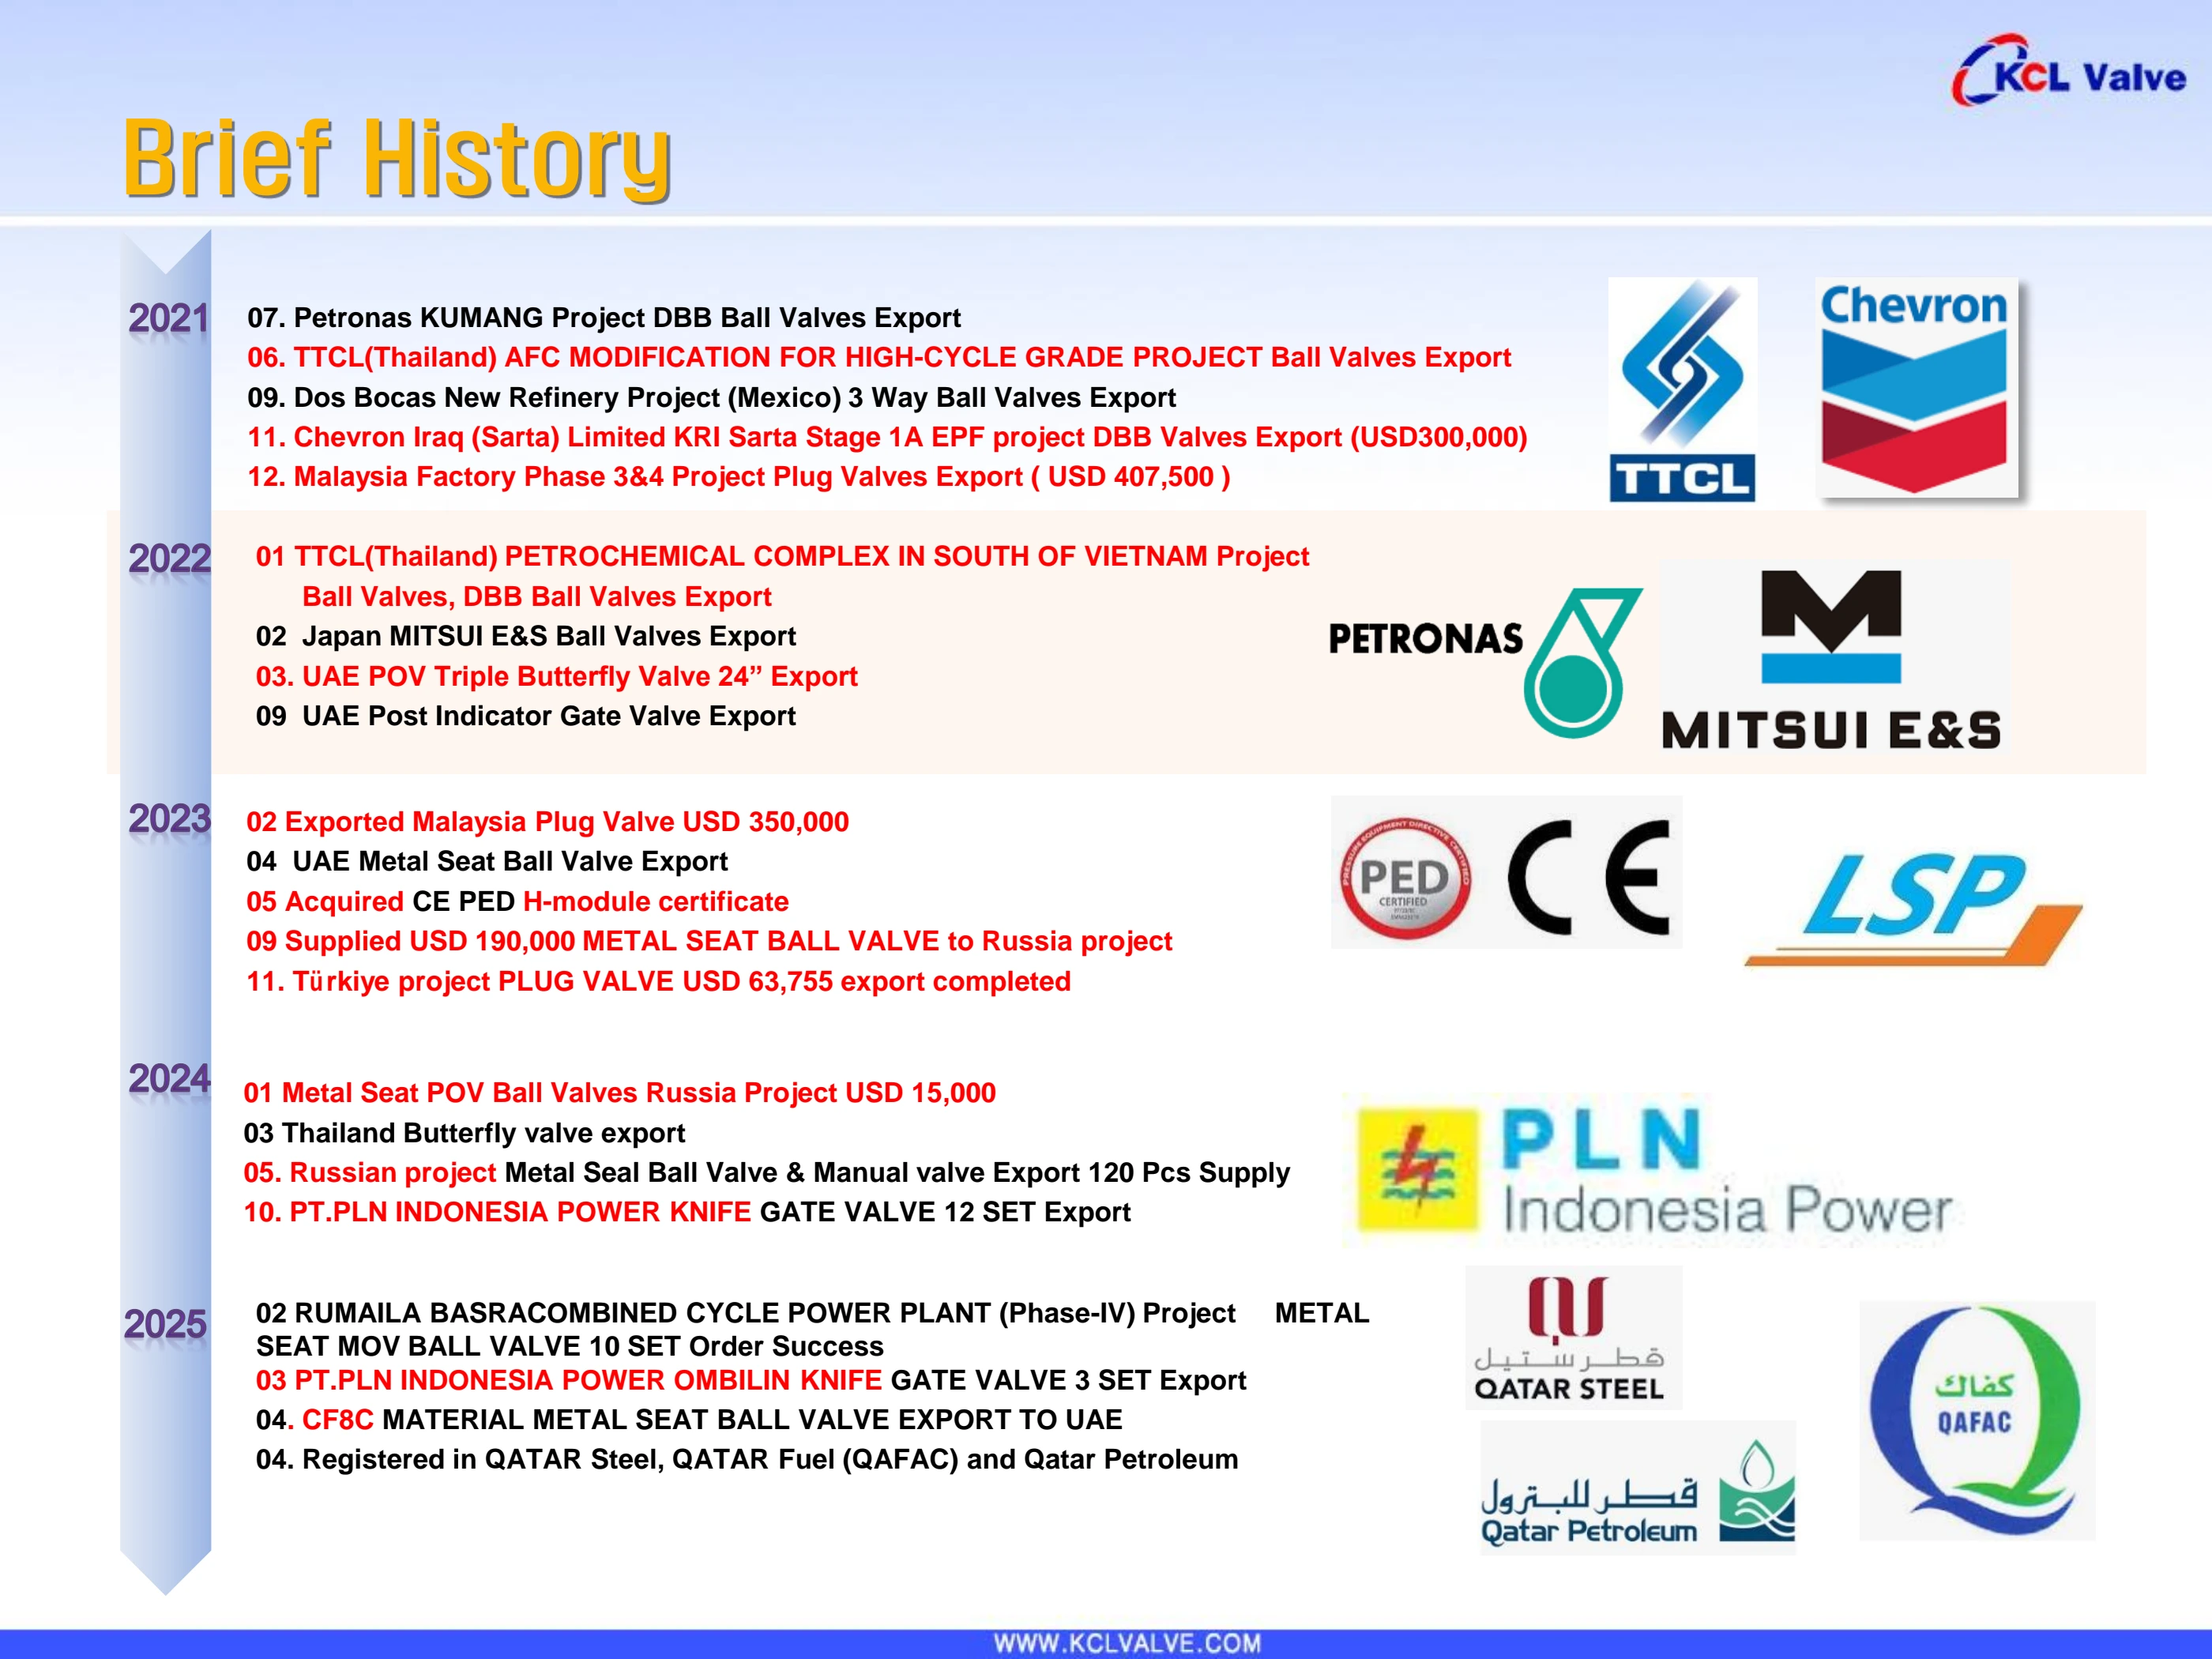 KCL Valve
Brief History
2021
07. Petronas KUMANG Project DBB Ball Valves Export
06. TTCL(Thailand) AFC MODIFICATION FOR HIGH-CYCLE GRADE PROJECT Ball Valves Export
09. Dos Bocas New Refinery Project (Mexico) 3 Way Ball Valves Export
11. Chevron Iraq (Sarta) Limited KRI Sarta Stage 1A EPF project DBB Valves Export (USD300,000)
12. Malaysia Factory Phase 3&4 Project Plug Valves Export ( USD 407,500 )
TTCL
Chevron
2022
01 TTCL(Thailand) PETROCHEMICAL COMPLEX IN SOUTH OF VIETNAM Project
Ball Valves, DBB Ball Valves Export
02 Japan MITSUI E&S Ball Valves Export
03. UAE POV Triple Butterfly Valve 24” Export
09 UAE Post Indicator Gate Valve Export
PETRONAS
M
MITSUI E&S
2023
02 Exported Malaysia Plug Valve USD 350,000
04 UAE Metal Seat Ball Valve Export
05 Acquired CE PED H-module certificate
09 Supplied USD 190,000 METAL SEAT BALL VALVE to Russia project
11. Türkiye project PLUG VALVE USD 63,755 export completed
PRESSURE EQUIPMENT DIRECTIVE CERTIFIED
PED
CERTIFIED
CE
LSP
2024
01 Metal Seat POV Ball Valves Russia Project USD 15,000
03 Thailand Butterfly valve export
05. Russian project Metal Seal Ball Valve & Manual valve Export 120 Pcs Supply
10. PT.PLN INDONESIA POWER KNIFE GATE VALVE 12 SET Export
PLN
Indonesia Power
2025
02 RUMAILA BASRACOMBINED CYCLE POWER PLANT (Phase-IV) Project METAL
SEAT MOV BALL VALVE 10 SET Order Success
03 PT.PLN INDONESIA POWER OMBILIN KNIFE GATE VALVE 3 SET Export
04. CF8C MATERIAL METAL SEAT BALL VALVE EXPORT TO UAE
04. Registered in QATAR Steel, QATAR Fuel (QAFAC) and Qatar Petroleum
قطر ستيل
QATAR STEEL
قطر للبترول
Qatar Petroleum
كفاك
QAFAC
WWW.KCLVALVE.COM